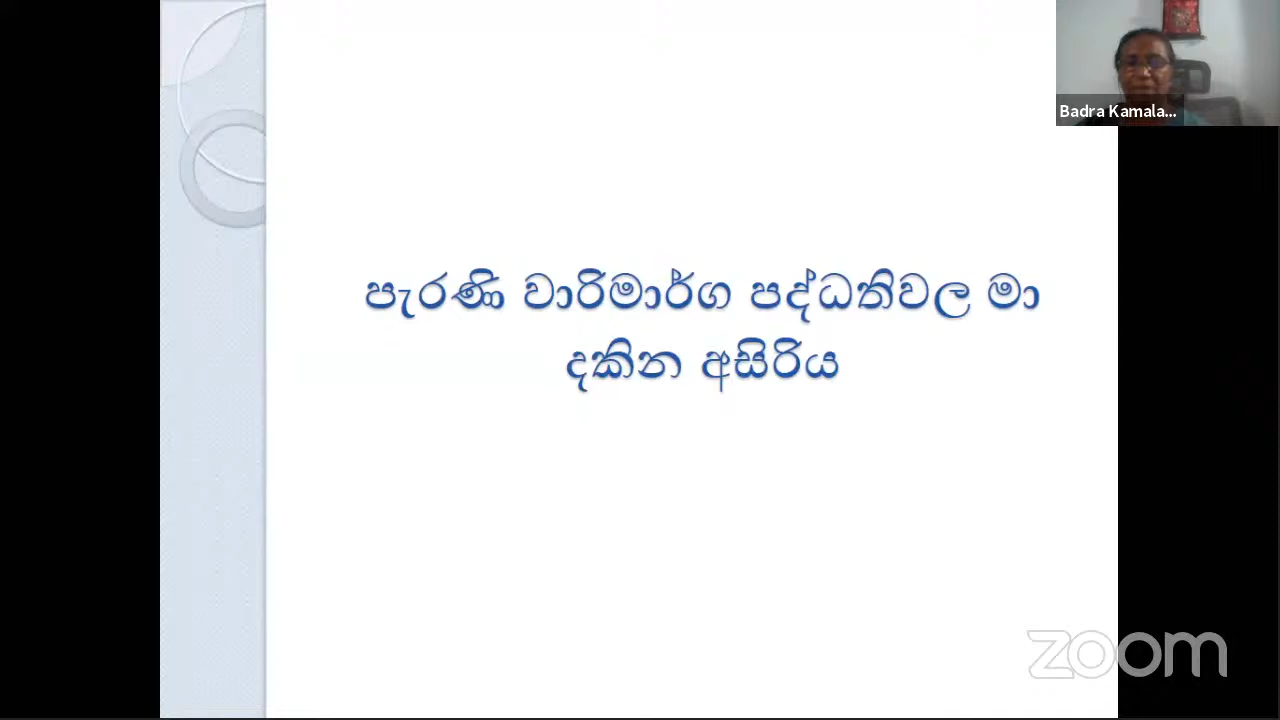 Badra Kamala...
පැරණි වාරිමාර්ග පද්ධතිවල මා
දකින අසිරිය
zoom